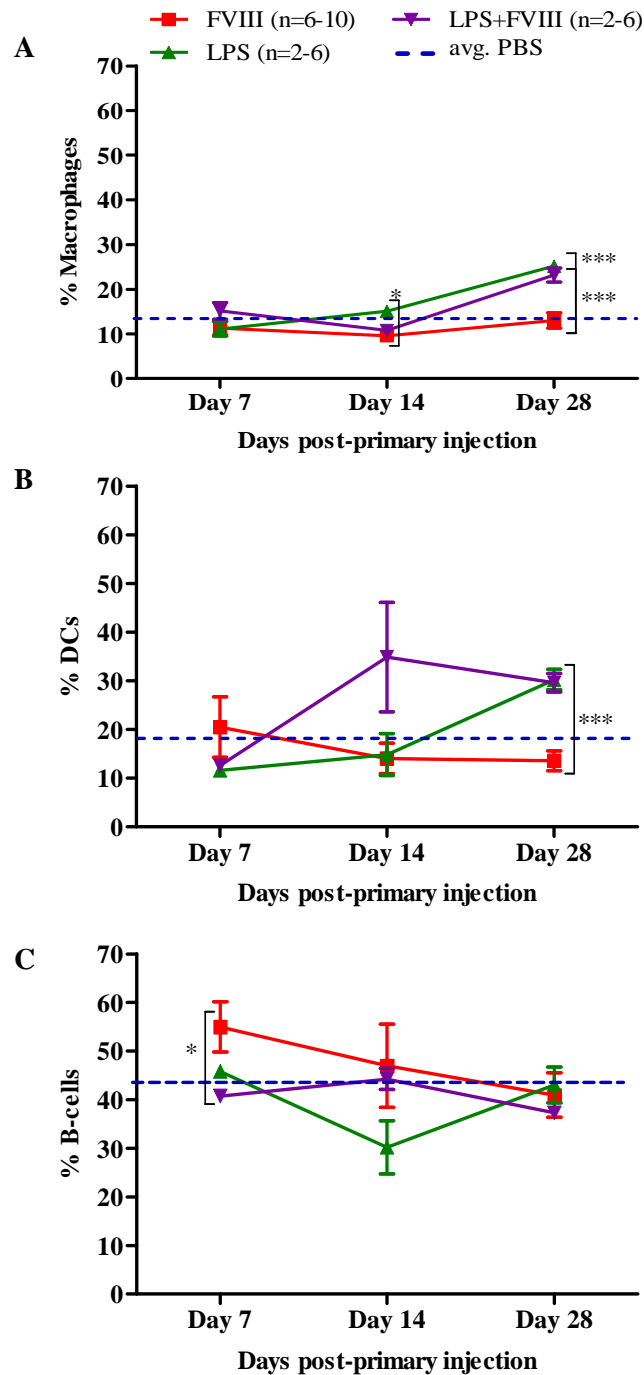 FVIII (n=6-10) LPS+FVIII (n=2-6)
LPS (n=2-6) avg. PBS
A
70
60
50
40
30
20
10
0
% Macrophages
*
***
***
Day 7 Day 14 Day 28
Days post-primary injection
B
70
60
50
40
30
20
10
0
% DCs
***
Day 7 Day 14 Day 28
Days post-primary injection
C
70
60
50
40
30
20
10
0
% B-cells
*
Day 7 Day 14 Day 28
Days post-primary injection